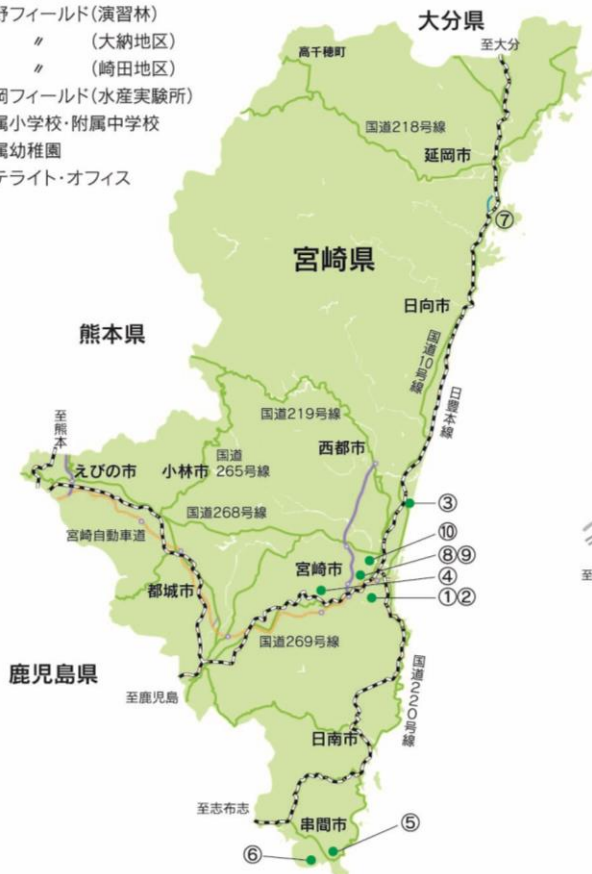 野フィールド(演習林)
〃 (大納地区)
〃 (崎田地区)
岡フィールド(水産実験所)
属小学校・附属中学校
属幼稚園
テライト・オフィス
大分県
至大分
高千穂町
国道218号線
延岡市
⑦
宮崎県
日向市
国道10号線
日豊本線
熊本県
国道219号線
西都市
至熊本
えびの市
小林市
国道
265号線
③
国道268号線
宮崎自動車道
⑩
宮崎市
⑧⑨
④
都城市
①②
至
国道269号線
鹿児島県
至鹿児島
国道220号線
日南市
至志布志
串間市
⑤
⑥